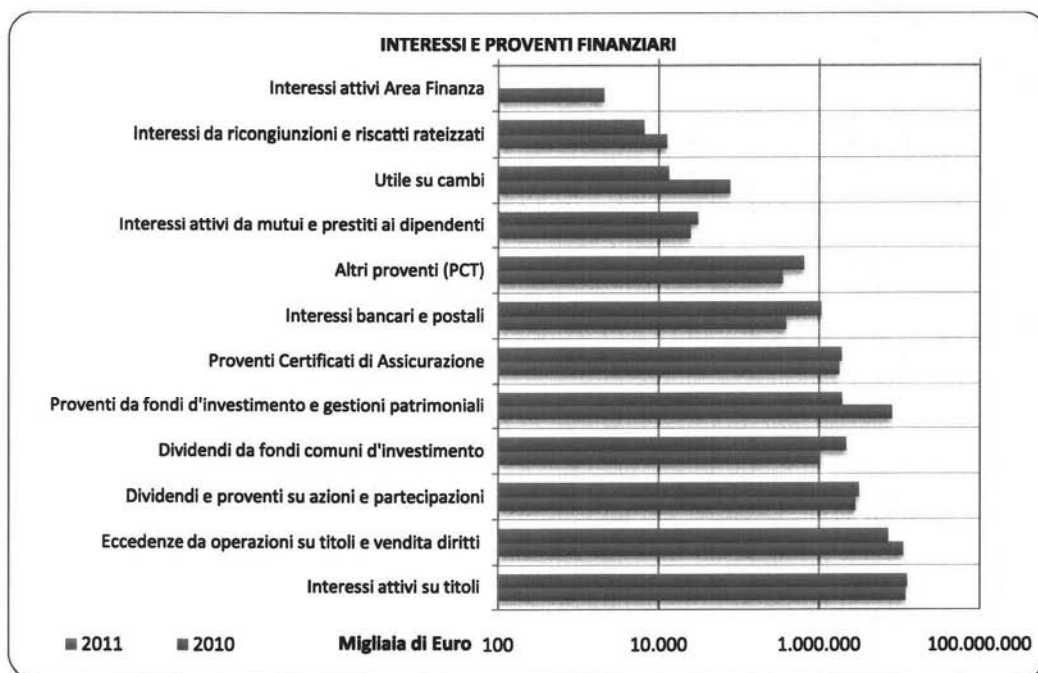 INTERESSI E PROVENTI FINANZIARI
Interessi attivi Area Finanza
Interessi da ricongiunzioni e riscatti rateizzati
Utile su cambi
Interessi attivi da mutui e prestiti ai dipendenti
Altri proventi (PCT)
Interessi bancari e postali
Proventi Certificati di Assicurazione
Proventi da fondi d'investimento e gestioni patrimoniali
Dividendi da fondi comuni d'investimento
Dividendi e proventi su azioni e partecipazioni
Eccedenze da operazioni su titoli e vendita diritti
Interessi attivi su titoli
2011 2010 Migliaia di Euro 100 10.000 1.000.000 100.000.000